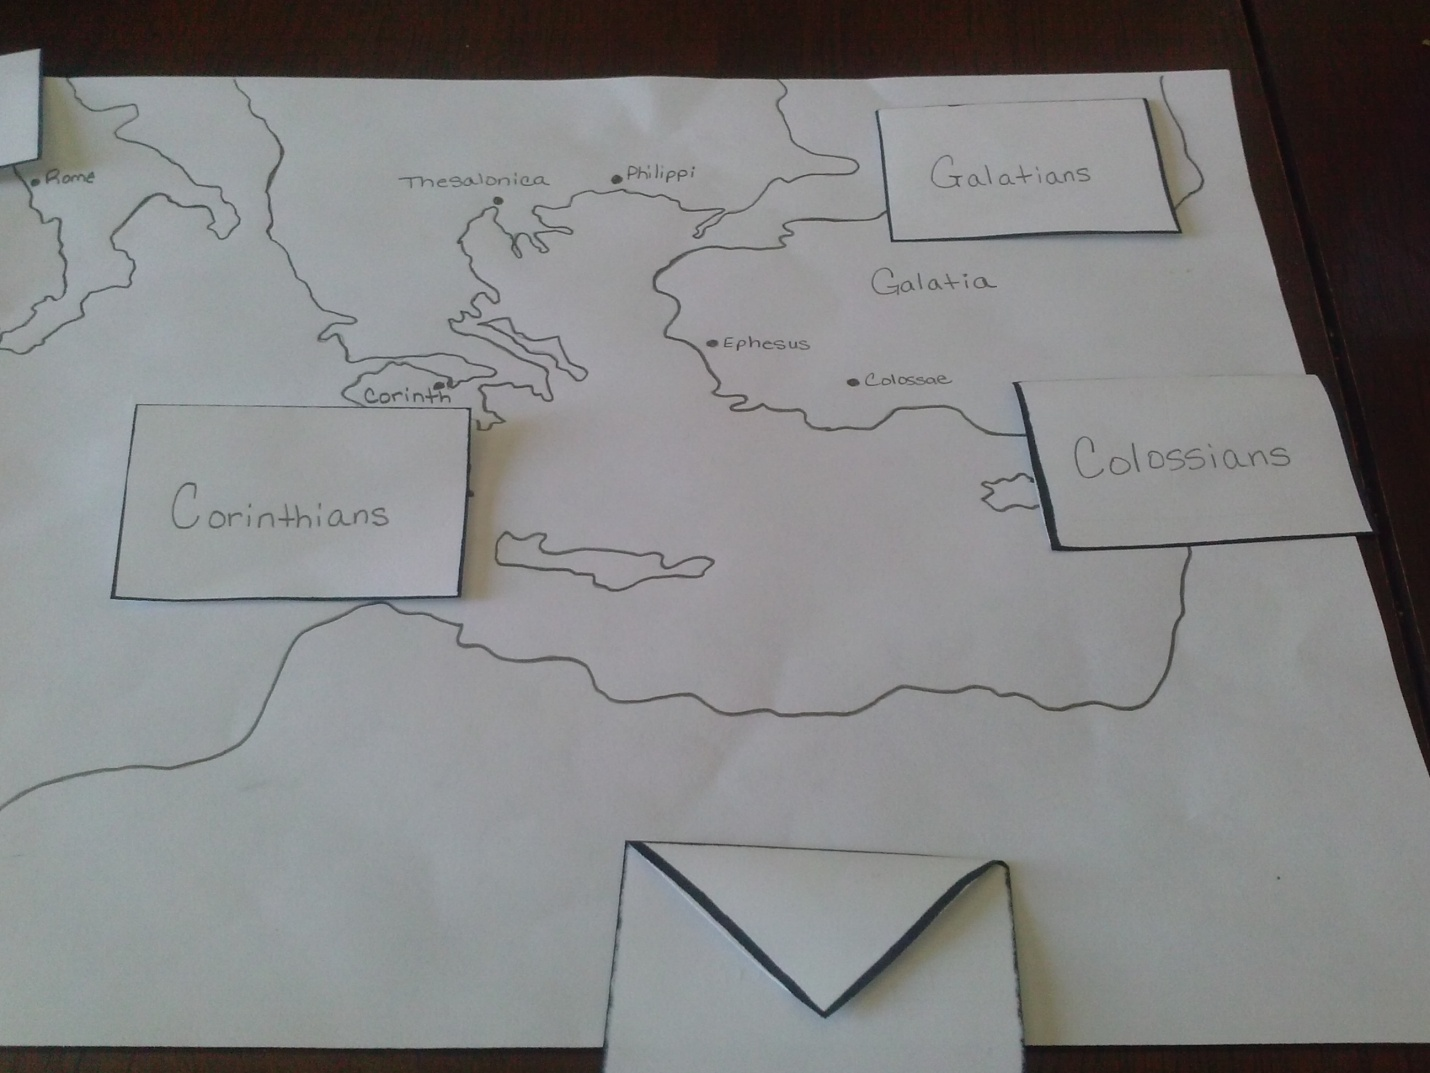 Rome
Thesalonica
Philippi
Galatians
Galatia
Ephesus
Colossae
Corinth
Colossians
Corinthians